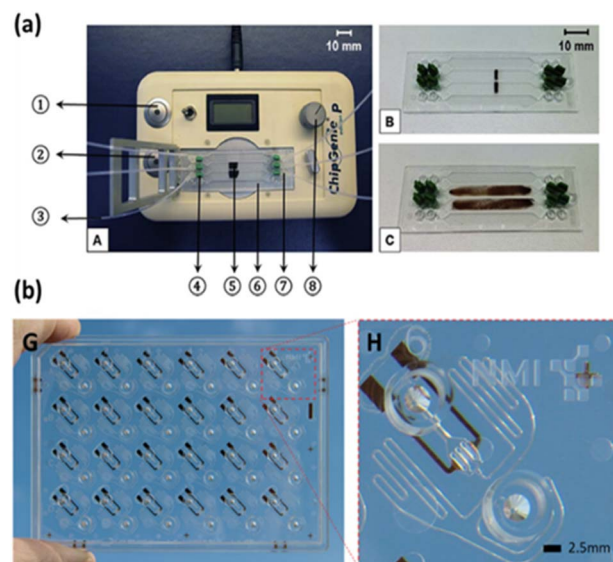 (a)
10 mm
①
②
③
ChipGenie P
A
④
⑤
⑥
⑦
⑧
10 mm
B
C
(b)
G
H
NMI
2.5mm